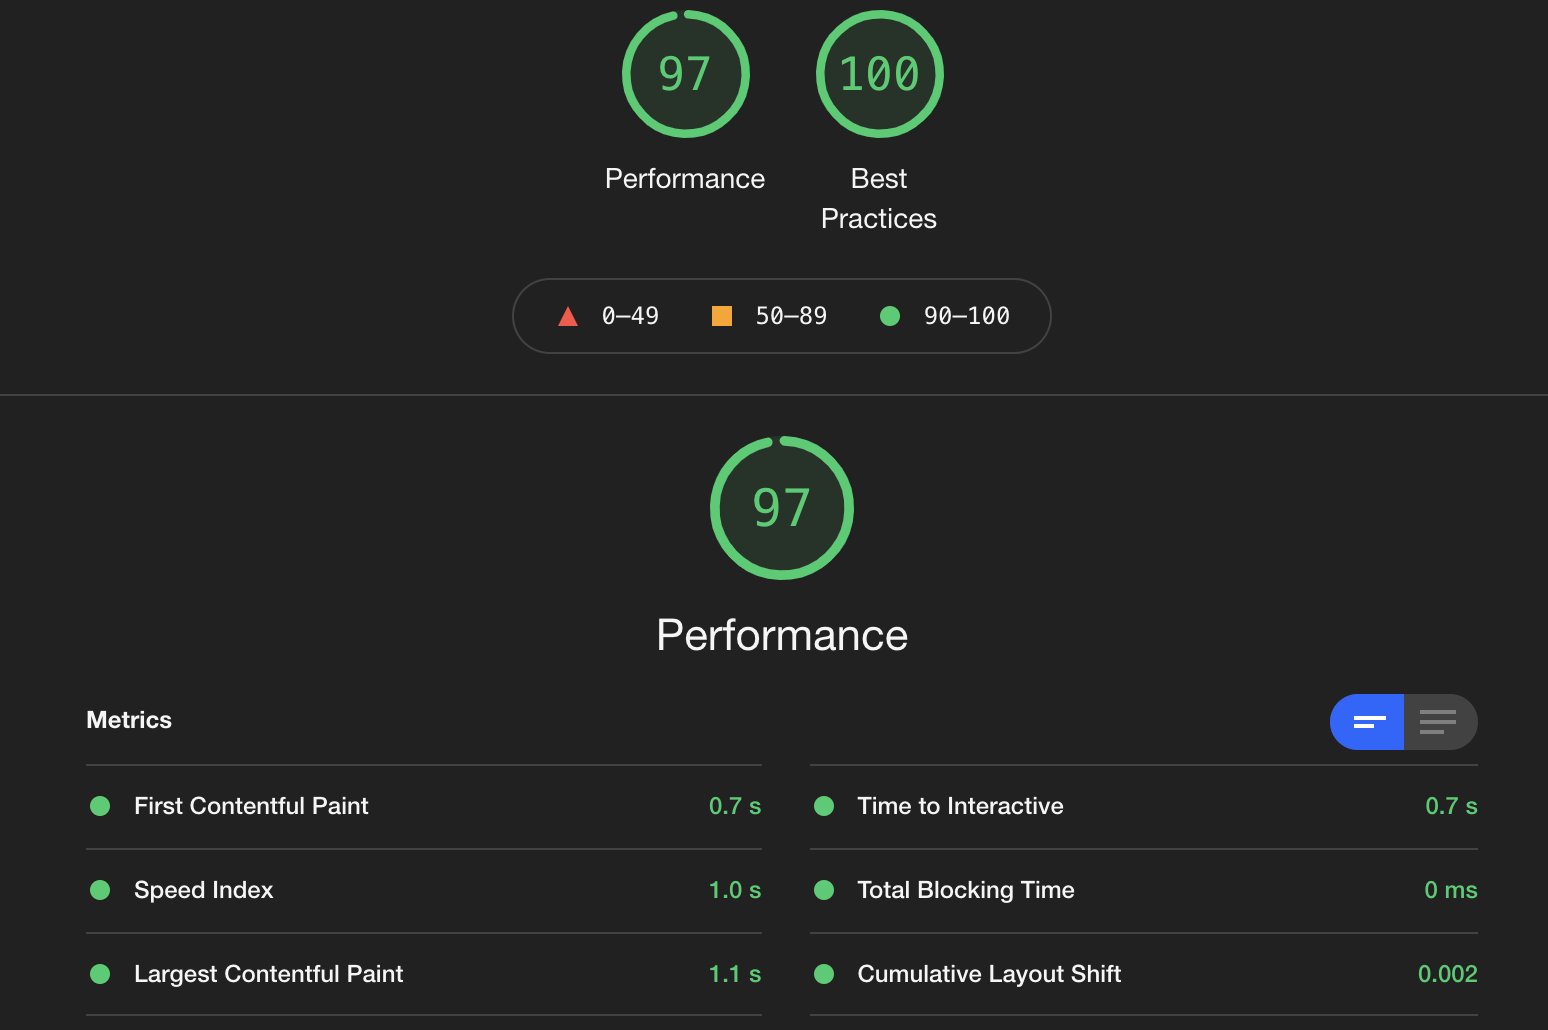 97
100
Performance
Best
Practices
0–49
50–89
90–100
97
Performance
Metrics
First Contentful Paint 0.7 s
Time to Interactive 0.7 s
Speed Index 1.0 s
Total Blocking Time 0 ms
Largest Contentful Paint 1.1 s
Cumulative Layout Shift 0.002